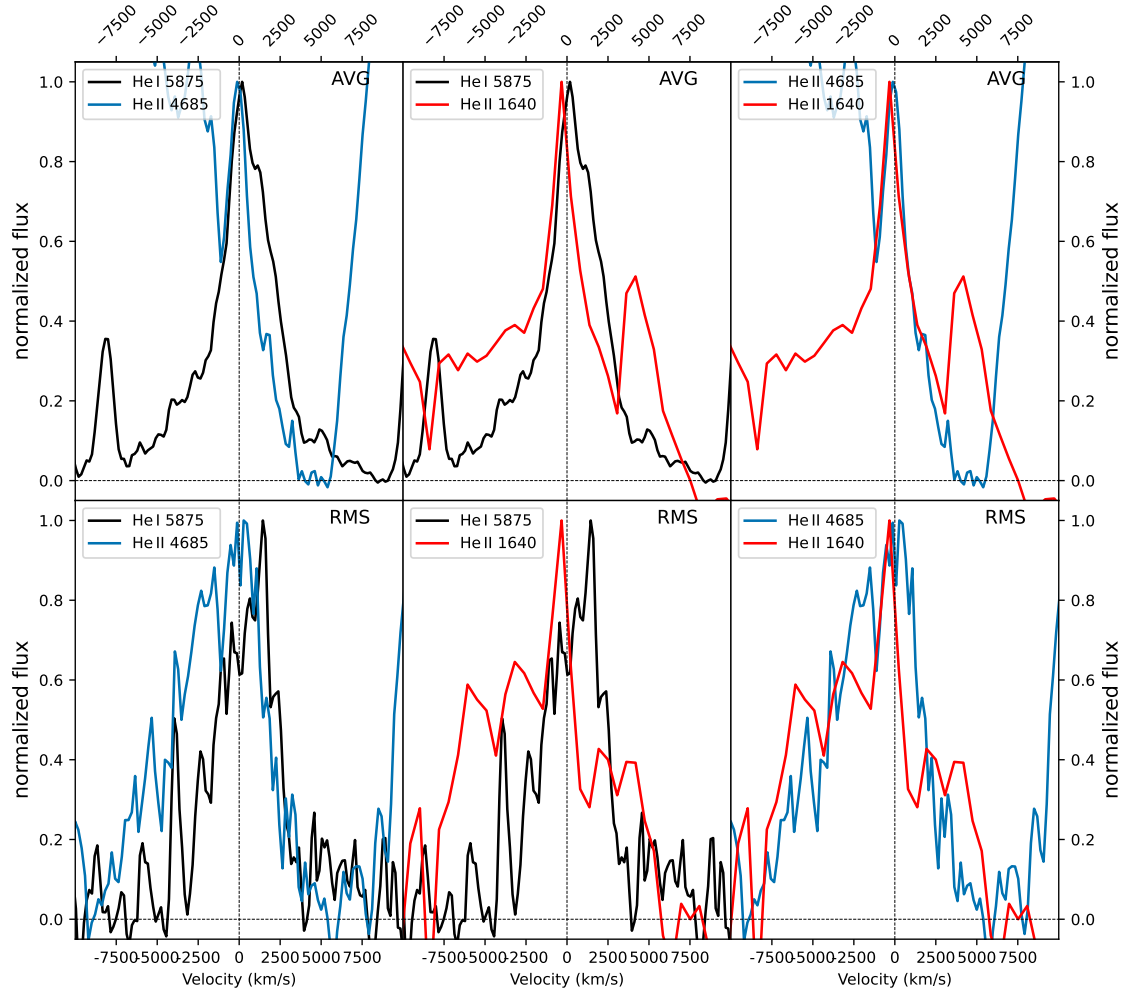 −7500 −5000 −2500 0 2500 5000 7500 −7500 −5000 −2500 0 2500 5000 7500 −7500 −5000 −2500 0 2500 5000 7500
He I 5875 AVG
He II 4685
He I 5875 AVG
He II 1640
He II 4685 AVG
He II 1640
1.0
0.8
0.6
0.4
0.2
0.0
normalized flux
1.0
0.8
0.6
0.4
0.2
0.0
normalized flux
He I 5875 RMS
He II 4685
He I 5875 RMS
He II 1640
He II 4685 RMS
He II 1640
1.0
0.8
0.6
0.4
0.2
0.0
normalized flux
1.0
0.8
0.6
0.4
0.2
0.0
normalized flux
-7500 -5000 -2500 0 2500 5000 7500 -7500 -5000 -2500 0 2500 5000 7500 -7500 -5000 -2500 0 2500 5000 7500
Velocity (km/s) Velocity (km/s) Velocity (km/s)